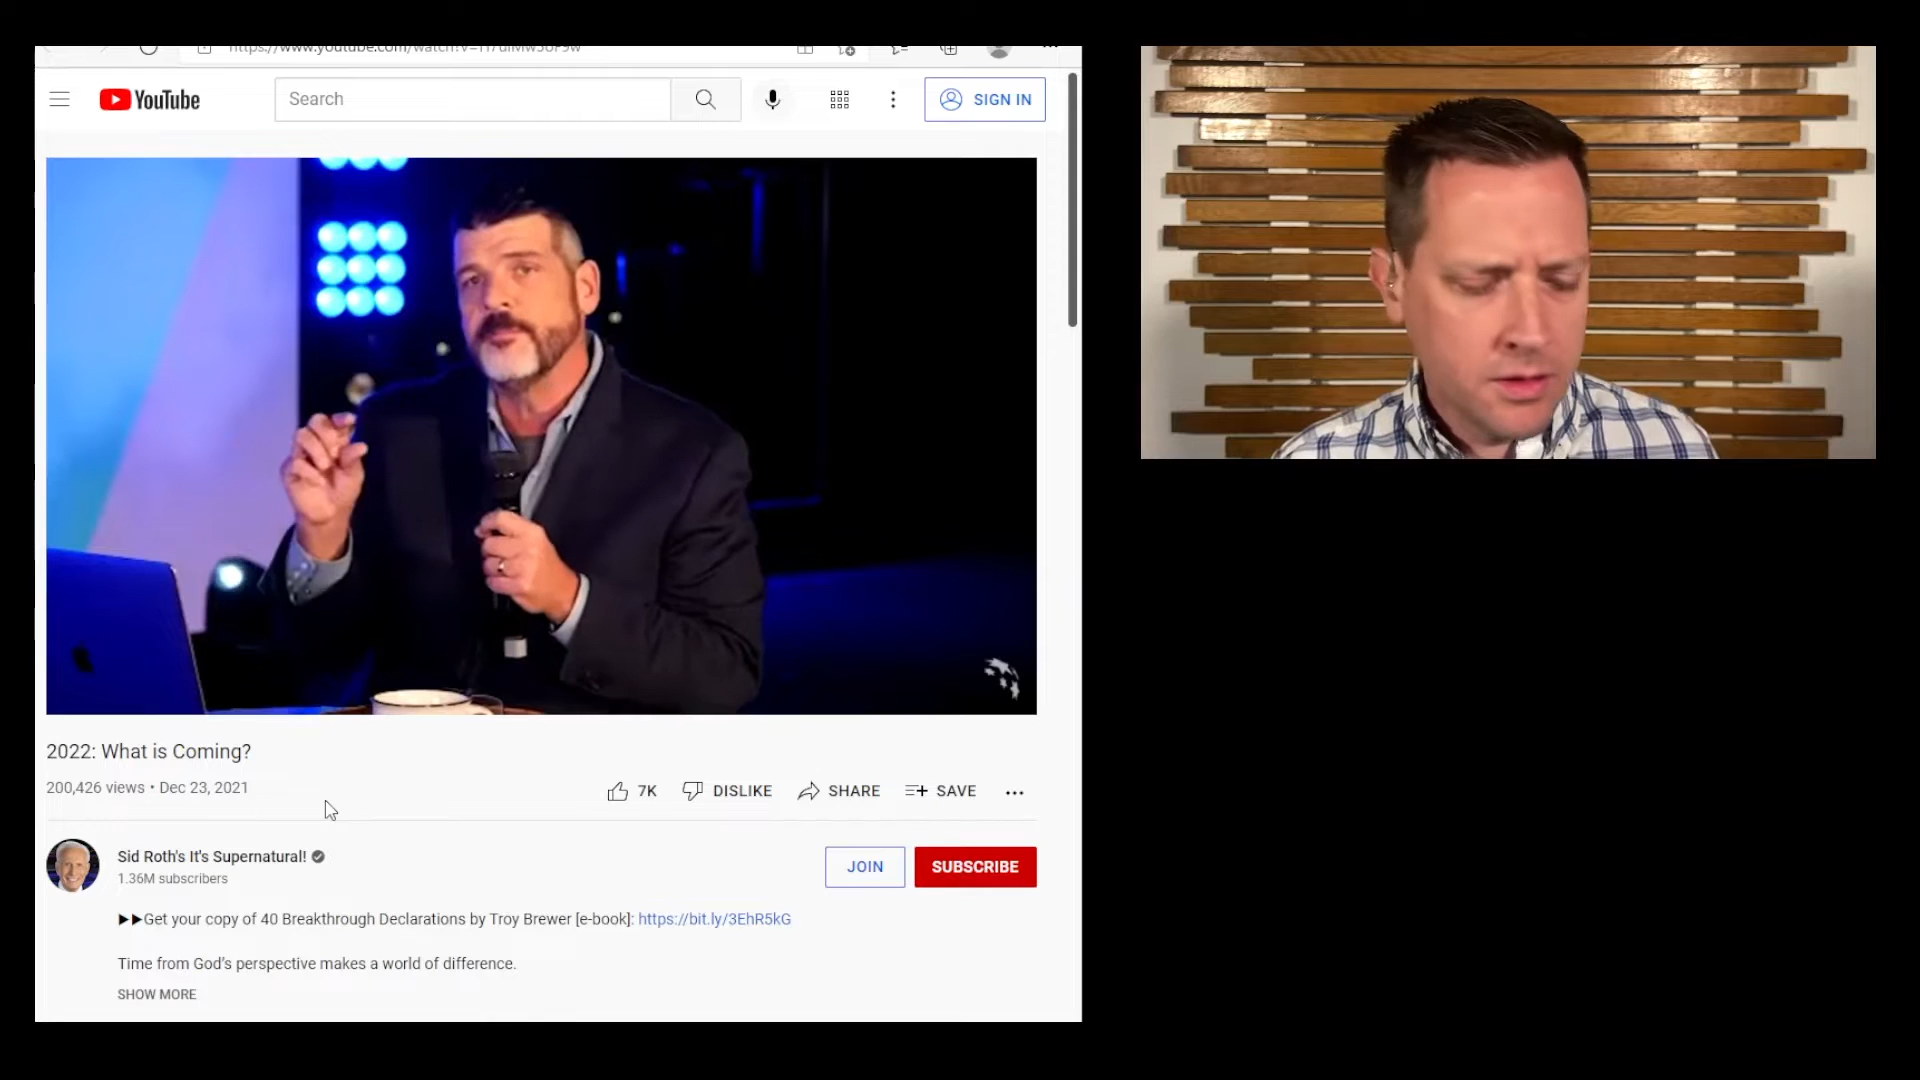 YouTube
Search
SIGN IN
2022: What is Coming?
200,426 views • Dec 23, 2021
7K
DISLIKE
SHARE
SAVE
Sid Roth's It's Supernatural!
1.36M subscribers
JOIN
SUBSCRIBE
▶▶Get your copy of 40 Breakthrough Declarations by Troy Brewer [e-book]: https://bit.ly/3EhR5kG
Time from God's perspective makes a world of difference.
SHOW MORE